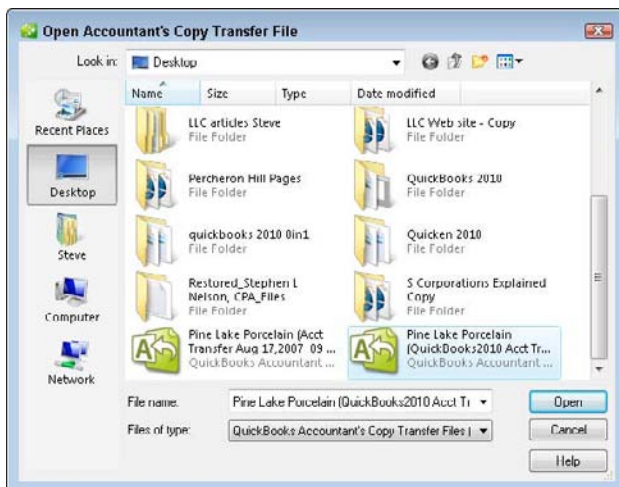 Open Accountant's Copy Transfer File
Look in: Desktop
Name Size Type Date modified
Recent Places
Desktop
Steve
Computer
Network
LLC articles Steve
File Folder
LLC Web site - Copy
File Folder
Percheron Hill Pages
File Folder
QuickBooks 2010
File Folder
quickbooks 2010 0in1
File Folder
Quicken 2010
File Folder
Restored_Stephen L
Nelson, CPA_Files
File Folder
S Corporations Explained
Copy
File Folder
Pine Lake Porcelain (Acct
Transfer Aug 17,2007 09 ...
QuickBooks Accountant ...
Pine Lake Porcelain
(QuickBooks2010 Acct Tr...
QuickBooks Accountant ...
File name: Pine Lake Porcelain (QuickBooks2010 Acct Tr
Open
Files of type: QuickBooks Accountant's Copy Transfer Files (
Cancel
Help